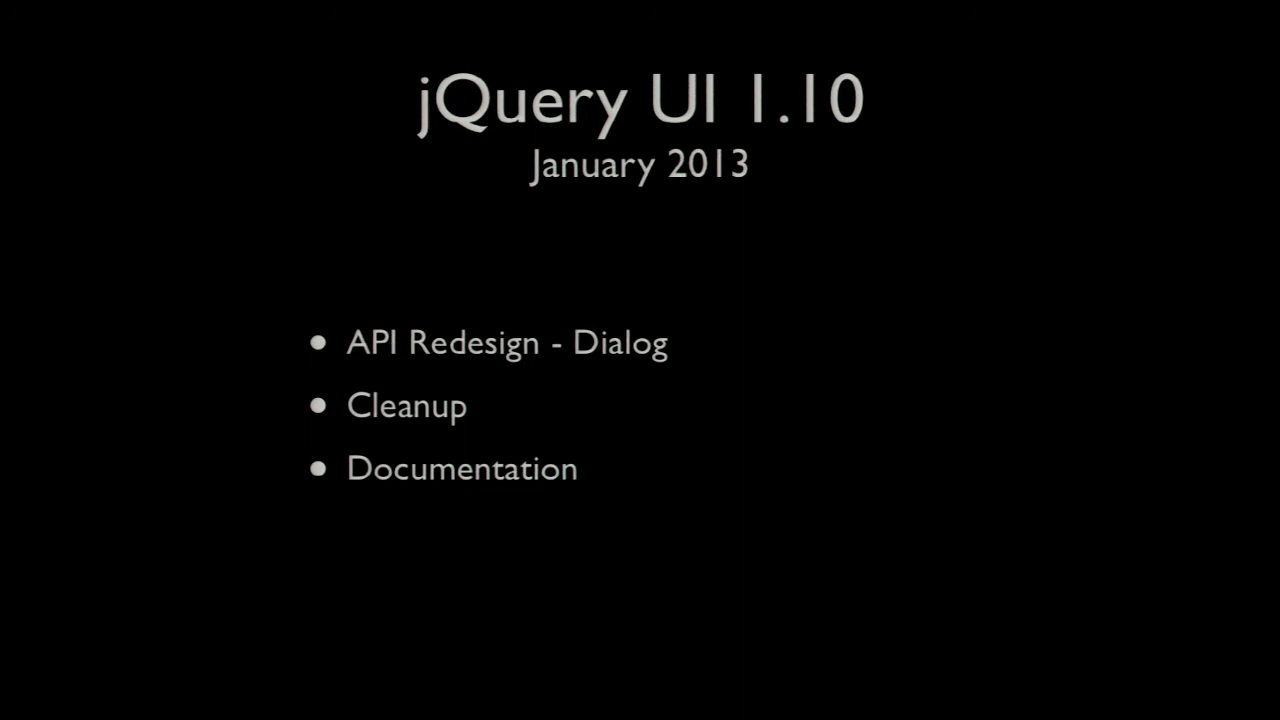 jQuery UI 1.10
January 2013
• API Redesign - Dialog
• Cleanup
• Documentation